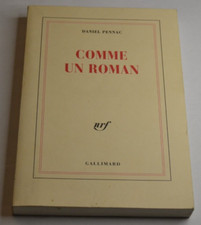 DANIEL PENNAC
COMME
UN ROMAN
nrf
GALLIMARD